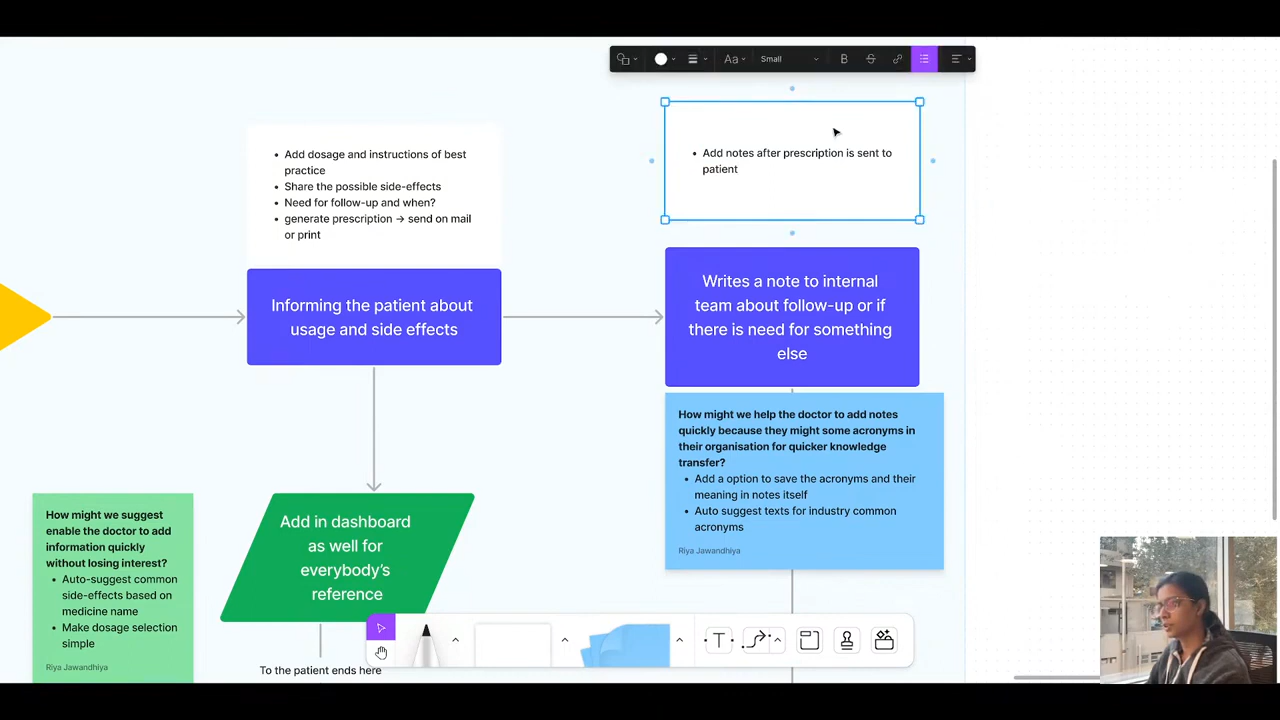 Aa
Small
B
S
Add notes after prescription is sent to
patient
• Add dosage and instructions of best
practice
• Share the possible side-effects
• Need for follow-up and when?
• generate prescription → send on mail
or print
Informing the patient about
usage and side effects
Writes a note to internal
team about follow-up or if
there is need for something
else
How might we help the doctor to add notes
quickly because they might some acronyms in
their organisation for quicker knowledge
transfer?
• Add a option to save the acronyms and their
meaning in notes itself
• Auto suggest texts for industry common
acronyms
Riya Jawandhiya
How might we suggest
enable the doctor to add
information quickly
without losing interest?
• Auto-suggest common
side-effects based on
medicine name
• Make dosage selection
simple
Riya Jawandhiya
Add in dashboard
as well for
everybody's
reference
To the patient ends here
T